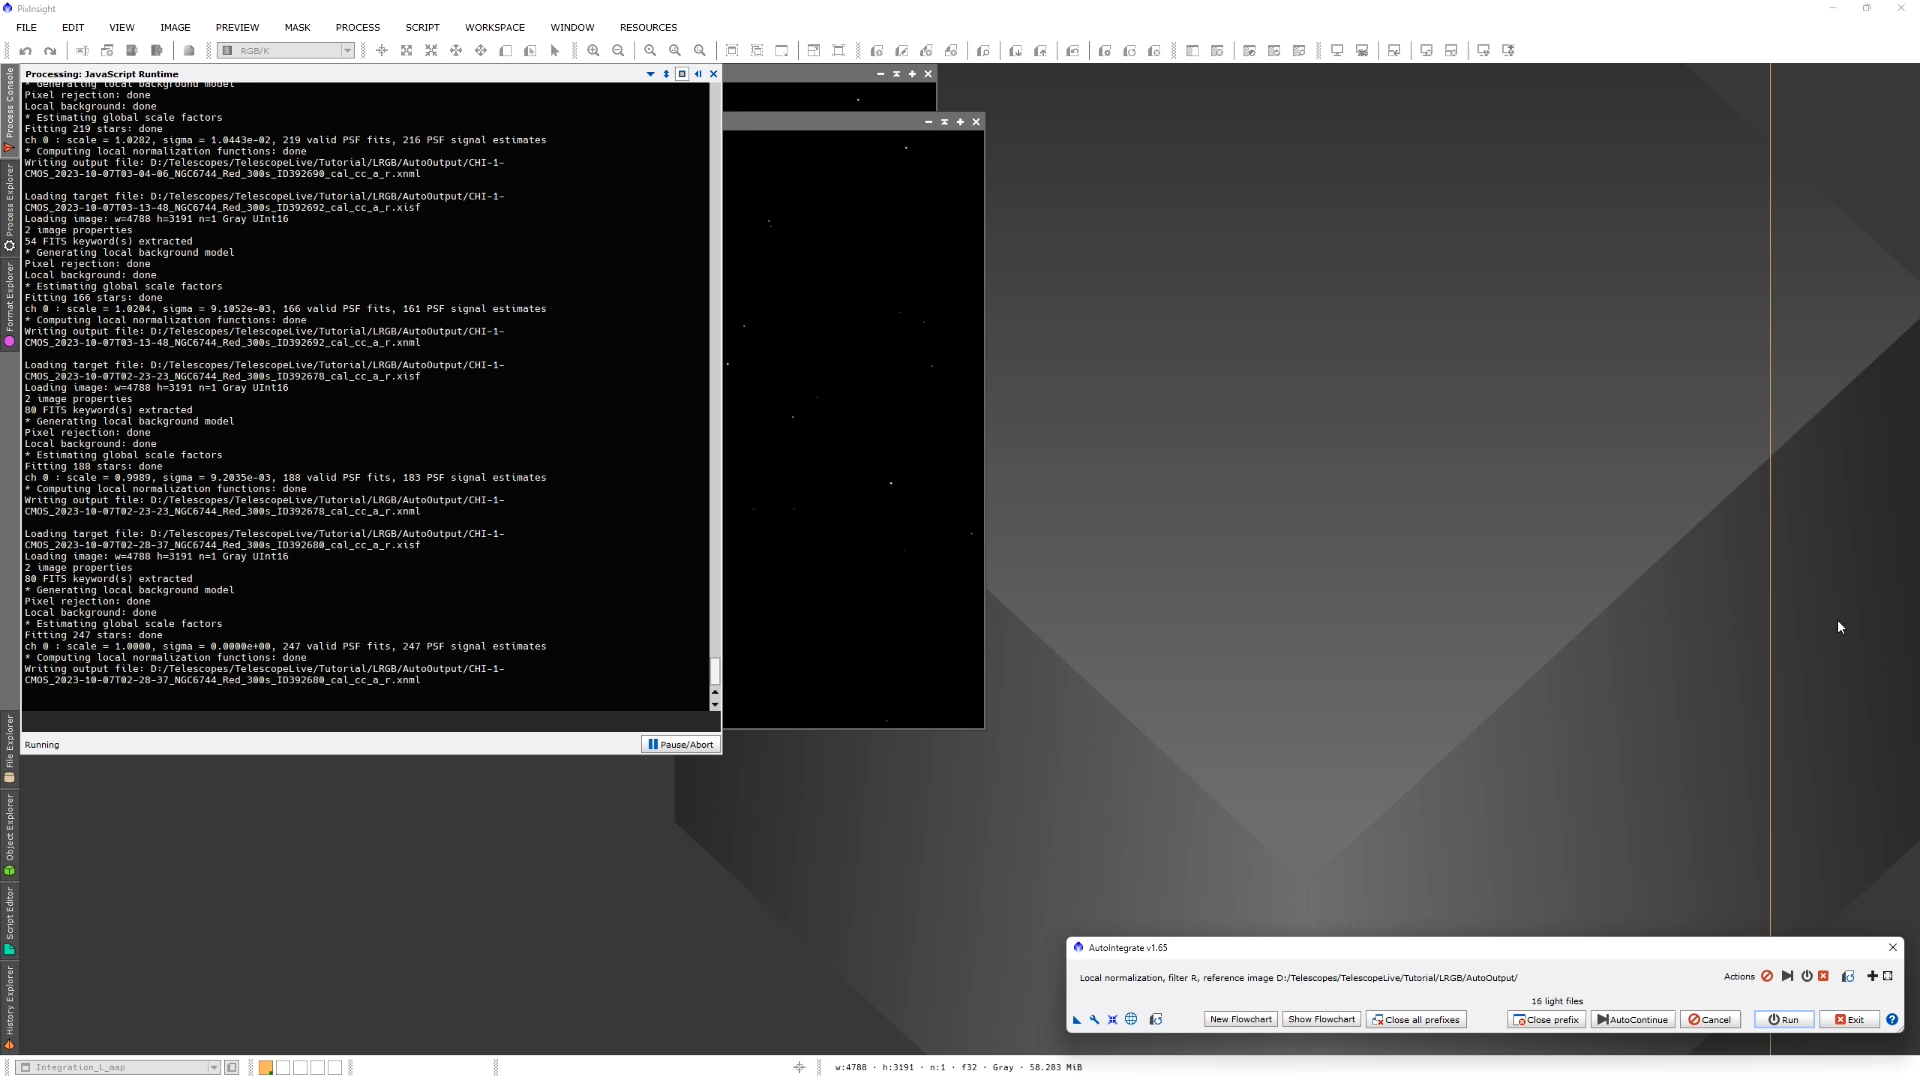 PixInsight
FILE EDIT VIEW IMAGE PREVIEW MASK PROCESS SCRIPT WORKSPACE WINDOW RESOURCES
RGB/K
Processing: JavaScript Runtime
* Generating local background model
Pixel rejection: done
Local background: done
* Estimating global scale factors
Fitting 219 stars: done
ch 0 : scale = 1.0282, sigma = 1.0443e-02, 219 valid PSF fits, 216 PSF signal estimates
* Computing local normalization functions: done
Writing output file: D:/Telescopes/TelescopeLive/Tutorial/LRGB/AutoOutput/CHI-1-
CMOS_2023-10-07T03-04-06_NGC6744_Red_300s_ID392690_cal_cc_a_r.xnml
Loading target file: D:/Telescopes/TelescopeLive/Tutorial/LRGB/AutoOutput/CHI-1-
CMOS_2023-10-07T03-13-48_NGC6744_Red_300s_ID392692_cal_cc_a_r.xisf
Loading image: w=4788 h=3191 n=1 Gray UInt16
2 image properties
54 FITS keyword(s) extracted
* Generating local background model
Pixel rejection: done
Local background: done
* Estimating global scale factors
Fitting 166 stars: done
ch 0 : scale = 1.0204, sigma = 9.1052e-03, 166 valid PSF fits, 161 PSF signal estimates
* Computing local normalization functions: done
Writing output file: D:/Telescopes/TelescopeLive/Tutorial/LRGB/AutoOutput/CHI-1-
CMOS_2023-10-07T03-13-48_NGC6744_Red_300s_ID392692_cal_cc_a_r.xnml
Loading target file: D:/Telescopes/TelescopeLive/Tutorial/LRGB/AutoOutput/CHI-1-
CMOS_2023-10-07T02-23-23_NGC6744_Red_300s_ID392678_cal_cc_a_r.xisf
Loading image: w=4788 h=3191 n=1 Gray UInt16
2 image properties
80 FITS keyword(s) extracted
* Generating local background model
Pixel rejection: done
Local background: done
* Estimating global scale factors
Fitting 188 stars: done
ch 0 : scale = 0.9989, sigma = 9.2035e-03, 188 valid PSF fits, 183 PSF signal estimates
* Computing local normalization functions: done
Writing output file: D:/Telescopes/TelescopeLive/Tutorial/LRGB/AutoOutput/CHI-1-
CMOS_2023-10-07T02-23-23_NGC6744_Red_300s_ID392678_cal_cc_a_r.xnml
Loading target file: D:/Telescopes/TelescopeLive/Tutorial/LRGB/AutoOutput/CHI-1-
CMOS_2023-10-07T02-28-37_NGC6744_Red_300s_ID392680_cal_cc_a_r.xisf
Loading image: w=4788 h=3191 n=1 Gray UInt16
2 image properties
80 FITS keyword(s) extracted
* Generating local background model
Pixel rejection: done
Local background: done
* Estimating global scale factors
Fitting 247 stars: done
ch 0 : scale = 1.0000, sigma = 0.0000e+00, 247 valid PSF fits, 247 PSF signal estimates
* Computing local normalization functions: done
Writing output file: D:/Telescopes/TelescopeLive/Tutorial/LRGB/AutoOutput/CHI-1-
CMOS_2023-10-07T02-28-37_NGC6744_Red_300s_ID392680_cal_cc_a_r.xnml
Running
Pause/Abort
Process Console
Process Explorer
Format Explorer
File Explorer
Object Explorer
Script Editor
History Explorer
AutoIntegrate v1.65
Local normalization, filter R, reference image D:/Telescopes/TelescopeLive/Tutorial/LRGB/AutoOutput/
Actions
16 light files
New Flowchart Show Flowchart Close all prefixes Close prefix AutoContinue Cancel Run Exit
Integration_L_map
w:4788 · h:3191 · n:1 · f32 · Gray · 58.283 MiB